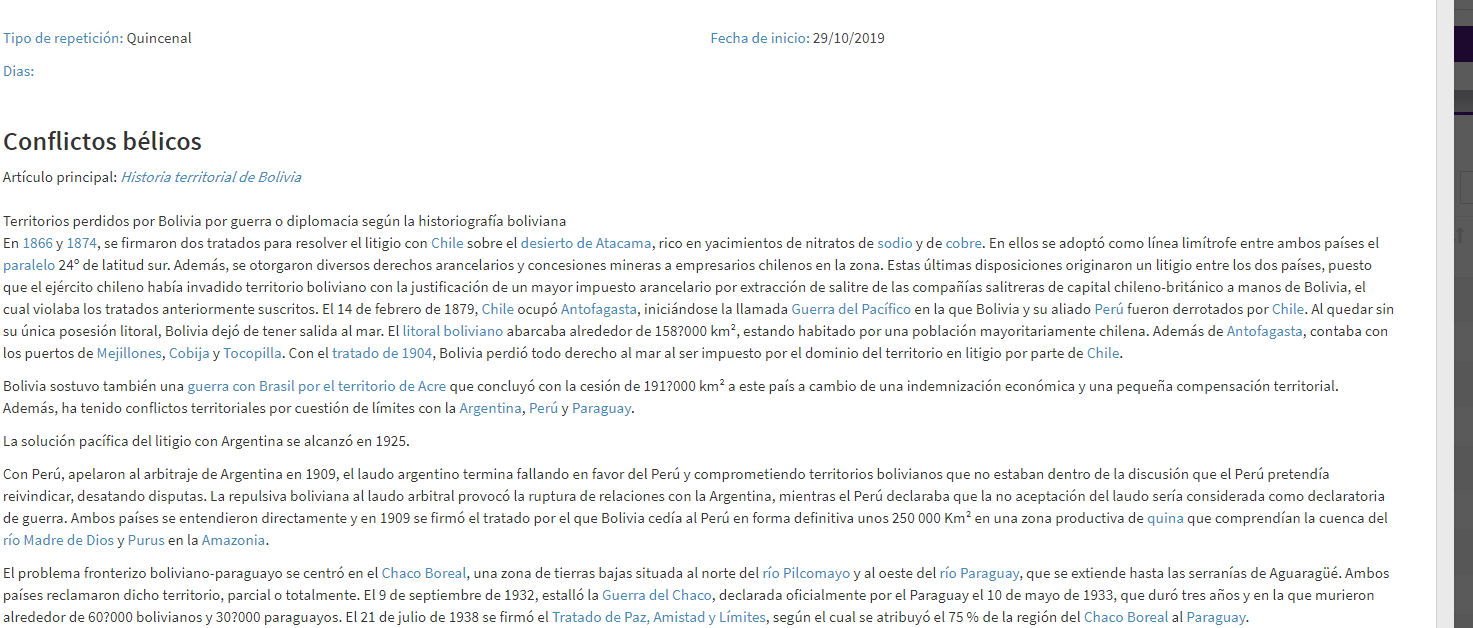 Tipo de repetición: Quincenal
Fecha de inicio: 29/10/2019
Dias:
Conflictos bélicos
Artículo principal: Historia territorial de Bolivia
Territorios perdidos por Bolivia por guerra o diplomacia según la historiografía boliviana
En 1866 y 1874, se firmaron dos tratados para resolver el litigio con Chile sobre el desierto de Atacama, rico en yacimientos de nitratos de sodio y de cobre. En ellos se adoptó como línea limítrofe entre ambos países el
paralelo 24º de latitud sur. Además, se otorgaron diversos derechos arancelarios y concesiones mineras a empresarios chilenos en la zona. Estas últimas disposiciones originaron un litigio entre los dos países, puesto
que el ejército chileno había invadido territorio boliviano con la justificación de un mayor impuesto arancelario por extracción de salitre de las compañías salitreras de capital chileno-británico a manos de Bolivia, el
cual violaba los tratados anteriormente suscritos. El 14 de febrero de 1879, Chile ocupó Antofagasta, iniciándose la llamada Guerra del Pacífico en la que Bolivia y su aliado Perú fueron derrotados por Chile. Al quedar sin
su única posesión litoral, Bolivia dejó de tener salida al mar. El litoral boliviano abarcaba alrededor de 158?000 km², estando habitado por una población mayoritariamente chilena. Además de Antofagasta, contaba con
los puertos de Mejillones, Cobija y Tocopilla. Con el tratado de 1904, Bolivia perdió todo derecho al mar al ser impuesto por el dominio del territorio en litigio por parte de Chile.
Bolivia sostuvo también una guerra con Brasil por el territorio de Acre que concluyó con la cesión de 191?000 km² a este país a cambio de una indemnización económica y una pequeña compensación territorial.
Además, ha tenido conflictos territoriales por cuestión de límites con la Argentina, Perú y Paraguay.
La solución pacífica del litigio con Argentina se alcanzó en 1925.
Con Perú, apelaron al arbitraje de Argentina en 1909, el laudo argentino termina fallando en favor del Perú y comprometiendo territorios bolivianos que no estaban dentro de la discusión que el Perú pretendía
reivindicar, desatando disputas. La repulsiva boliviana al laudo arbitral provocó la ruptura de relaciones con la Argentina, mientras el Perú declaraba que la no aceptación del laudo sería considerada como declaratoria
de guerra. Ambos países se entendieron directamente y en 1909 se firmó el tratado por el que Bolivia cedía al Perú en forma definitiva unos 250 000 Km² en una zona productiva de quina que comprendían la cuenca del
río Madre de Dios y Purus en la Amazonia.
El problema fronterizo boliviano-paraguayo se centró en el Chaco Boreal, una zona de tierras bajas situada al norte del río Pilcomayo y al oeste del río Paraguay, que se extiende hasta las serranías de Aguaragüé. Ambos
países reclamaron dicho territorio, parcial o totalmente. El 9 de septiembre de 1932, estalló la Guerra del Chaco, declarada oficialmente por el Paraguay el 10 de mayo de 1933, que duró tres años y en la que murieron
alrededor de 60?000 bolivianos y 30?000 paraguayos. El 21 de julio de 1938 se firmó el Tratado de Paz, Amistad y Límites, según el cual se atribuyó el 75 % de la región del Chaco Boreal al Paraguay.